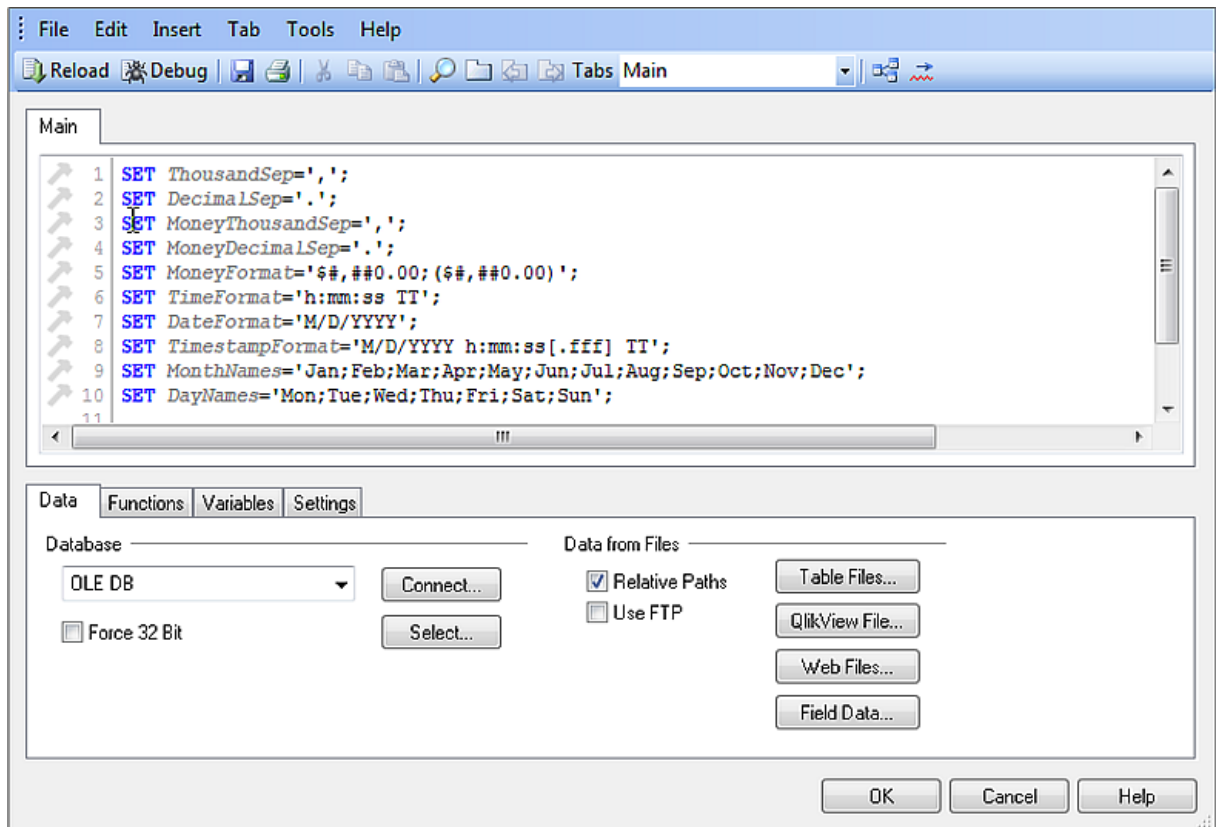 File Edit Insert Tab Tools Help
Reload Debug Tabs Main
Main
1 SET ThousandSep=',';
2 SET DecimalSep='.';
3 SET MoneyThousandSep=',';
4 SET MoneyDecimalSep='.';
5 SET MoneyFormat='$#,##0.00;($#,##0.00)';
6 SET TimeFormat='h:mm:ss TT';
7 SET DateFormat='M/D/YYYY';
8 SET TimestampFormat='M/D/YYYY h:mm:ss[.fff] TT';
9 SET MonthNames='Jan;Feb;Mar;Apr;May;Jun;Jul;Aug;Sep;Oct;Nov;Dec';
10 SET DayNames='Mon;Tue;Wed;Thu;Fri;Sat;Sun';
11
Data Functions Variables Settings
Database Data from Files
OLE DB Connect... Relative Paths Table Files...
Force 32 Bit Select... Use FTP QlikView File...
Web Files...
Field Data...
OK Cancel Help